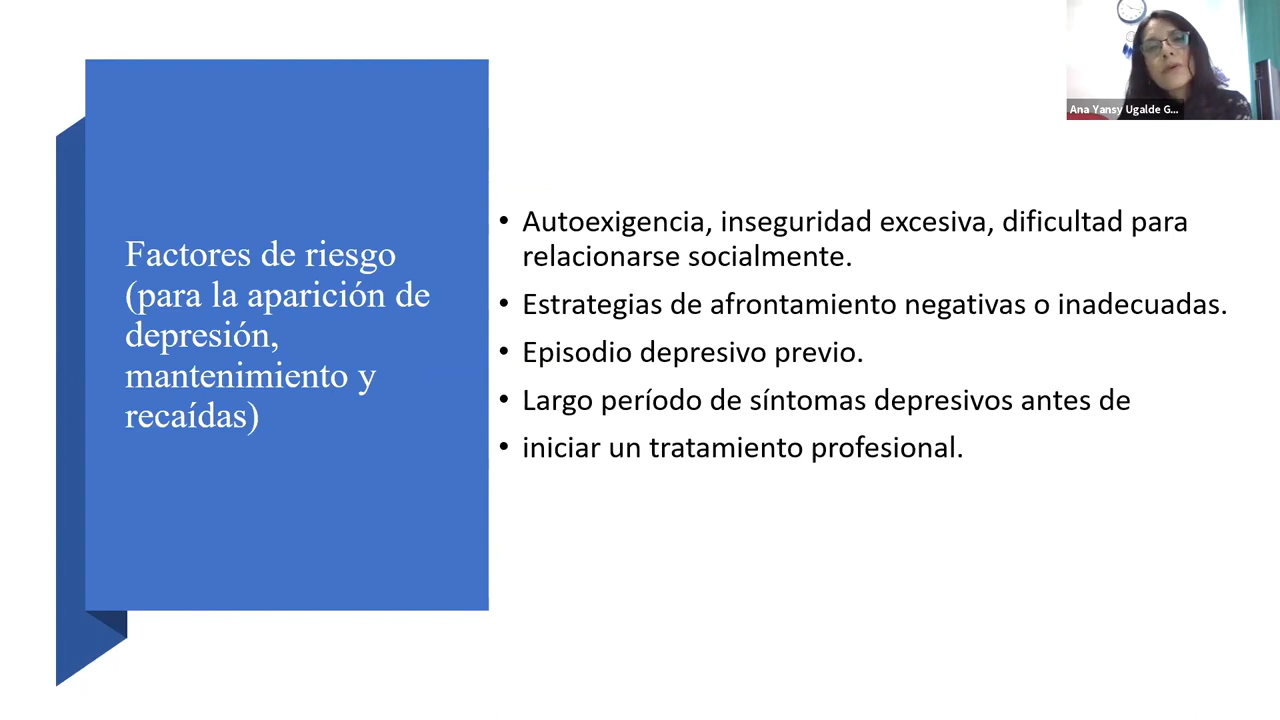 Ana Yansy Ugalde G...
Factores de riesgo
(para la aparición de
depresión,
mantenimiento y
recaídas)
• Autoexigencia, inseguridad excesiva, dificultad para
relacionarse socialmente.
• Estrategias de afrontamiento negativas o inadecuadas.
• Episodio depresivo previo.
• Largo período de síntomas depresivos antes de
• iniciar un tratamiento profesional.